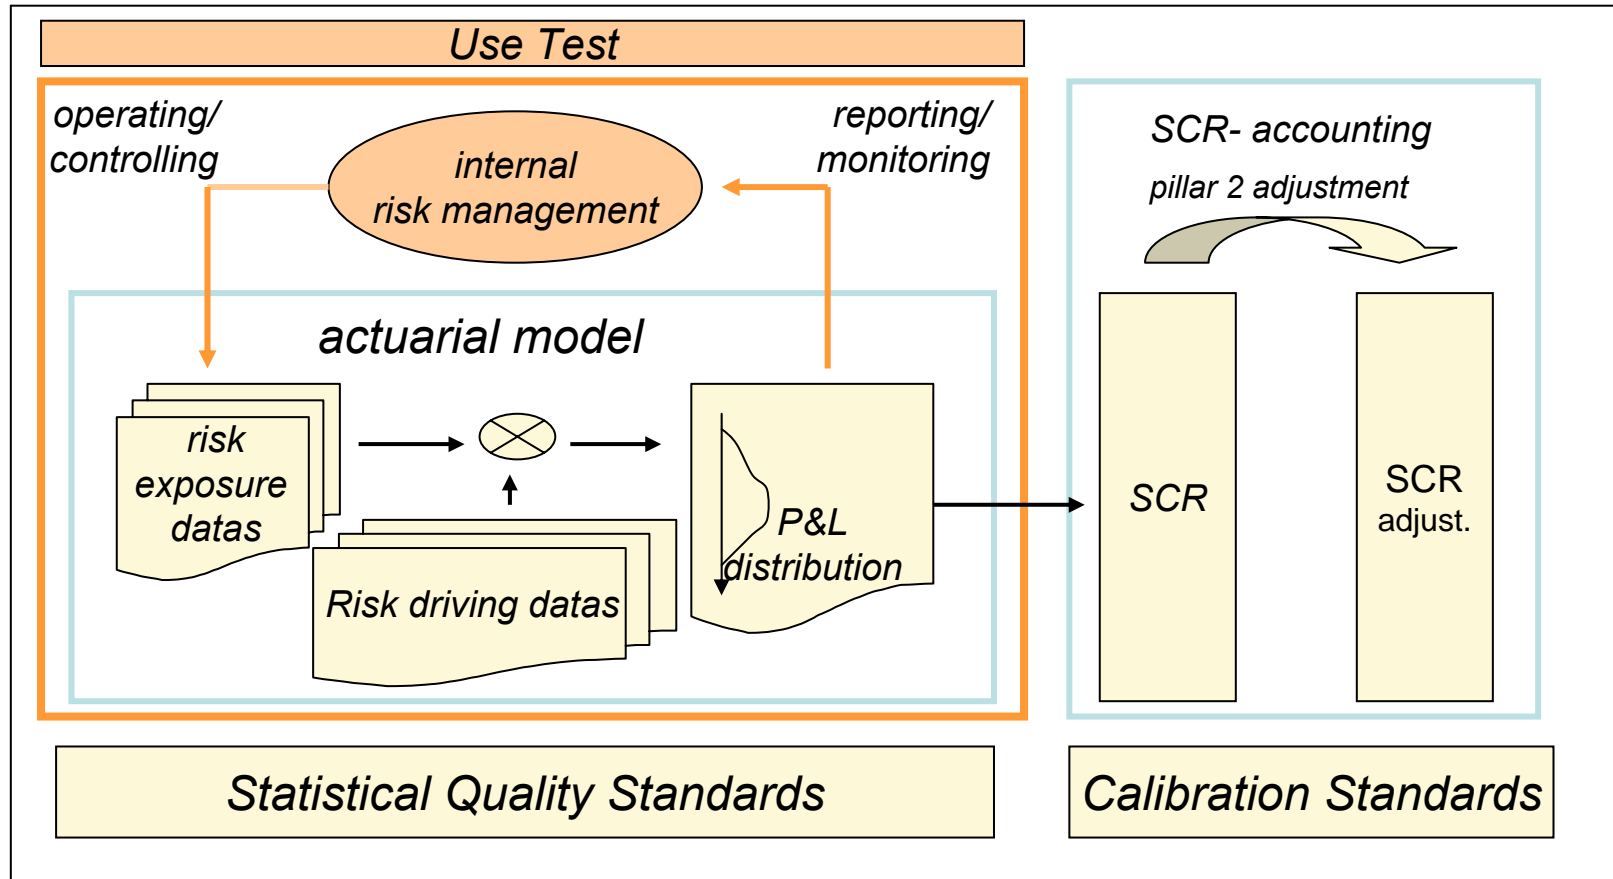 Use Test
operating/
controlling
internal
risk management
reporting/
monitoring
actuarial model
risk
exposure
datas
Risk driving datas
P&L
distribution
SCR- accounting
pillar 2 adjustment
SCR
SCR
adjust.
Statistical Quality Standards
Calibration Standards